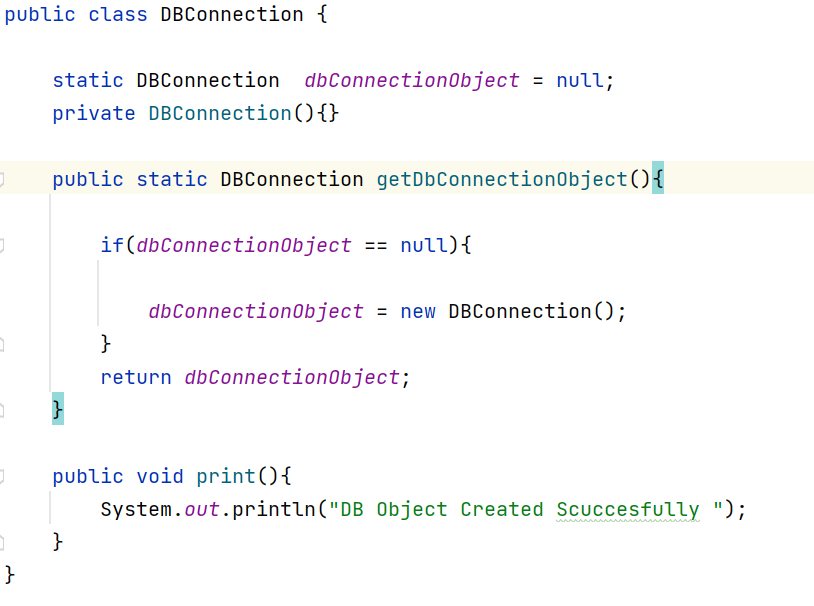 public class DBConnection {
static DBConnection  dbConnectionObject = null;
private DBConnection(){}
public static DBConnection getDbConnectionObject(){
if(dbConnectionObject == null){
dbConnectionObject = new DBConnection();
}
return dbConnectionObject;
}
public void print(){
System.out.println("DB Object Created Scuccesfully ");
}
}